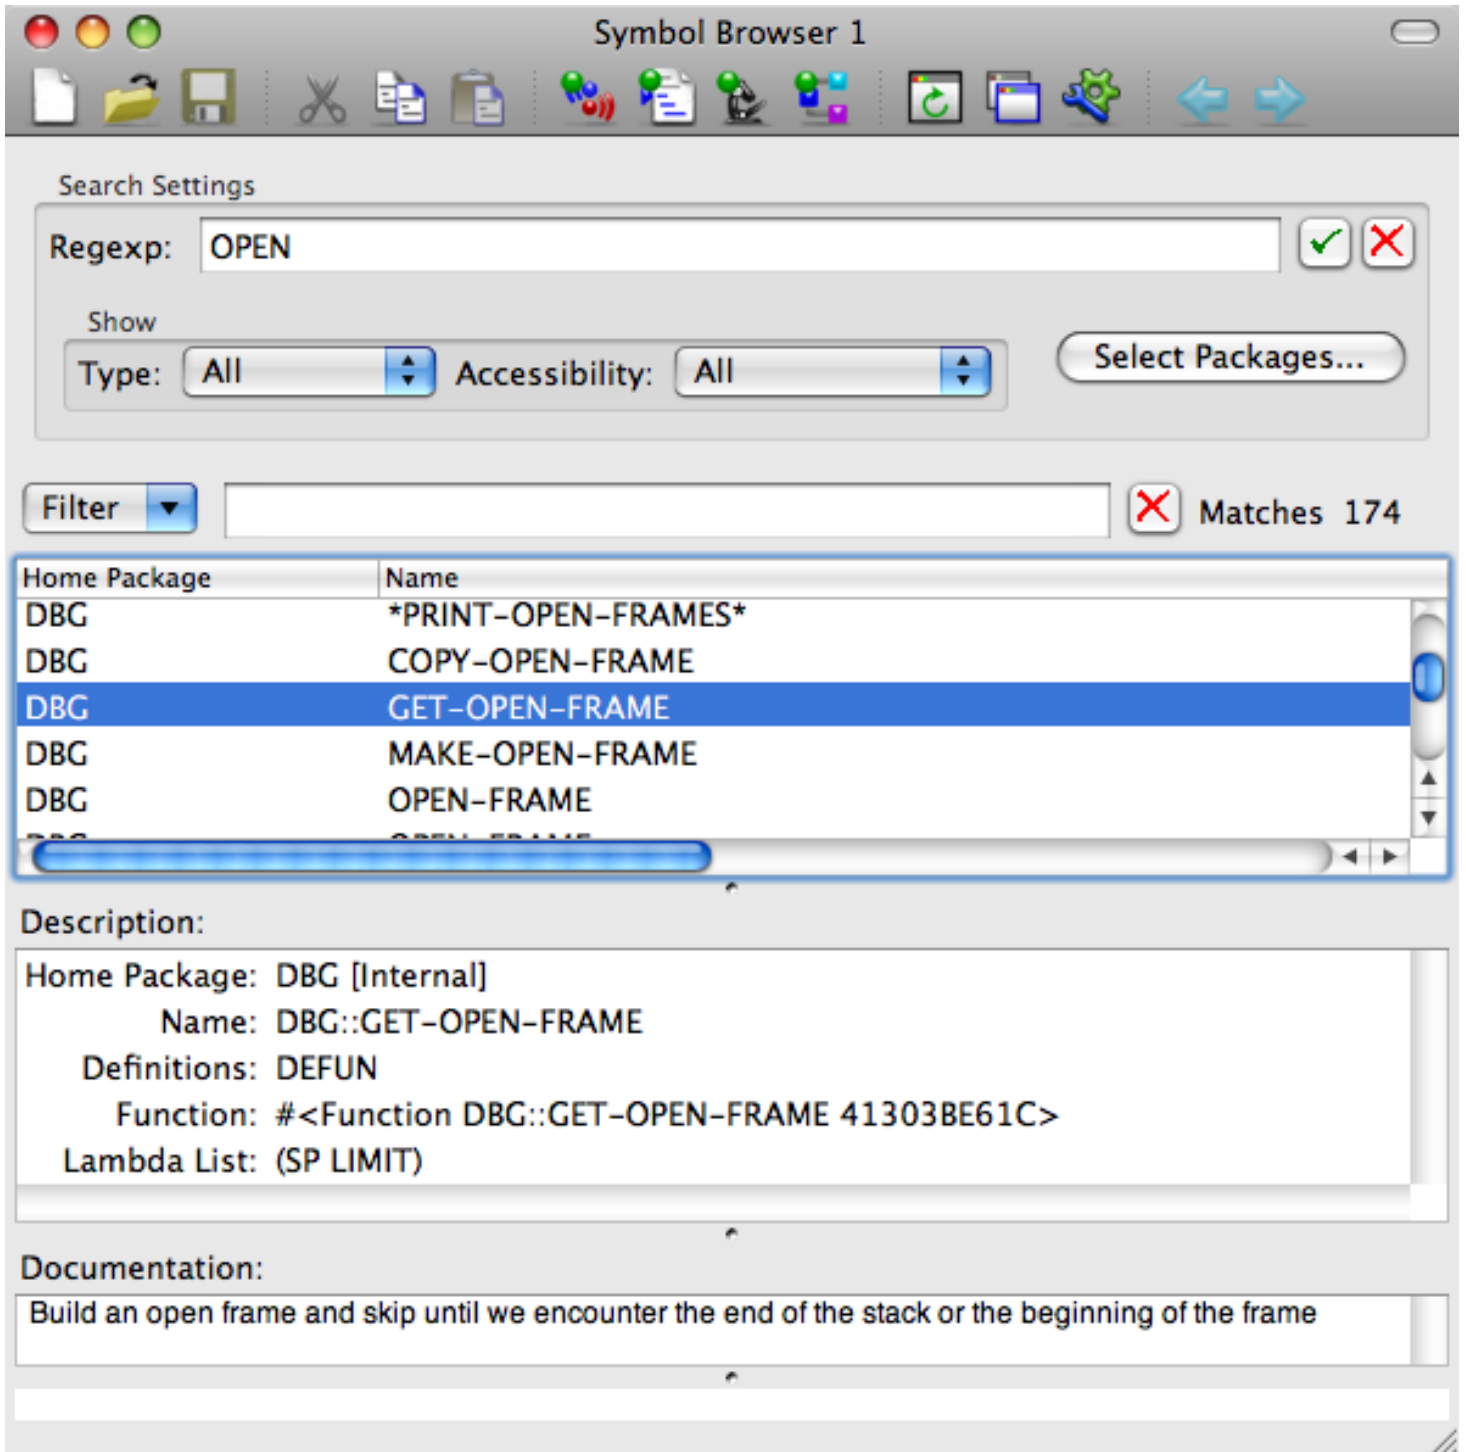 Symbol Browser 1
Search Settings
Regexp: OPEN
Show
Type: All Accessibility: All Select Packages...
Filter Matches 174
Home Package Name
DBG *PRINT-OPEN-FRAMES*
DBG COPY-OPEN-FRAME
DBG GET-OPEN-FRAME
DBG MAKE-OPEN-FRAME
DBG OPEN-FRAME
Description:
Home Package: DBG [Internal]
Name: DBG::GET-OPEN-FRAME
Definitions: DEFUN
Function: #<Function DBG::GET-OPEN-FRAME 41303BE61C>
Lambda List: (SP LIMIT)
Documentation:
Build an open frame and skip until we encounter the end of the stack or the beginning of the frame